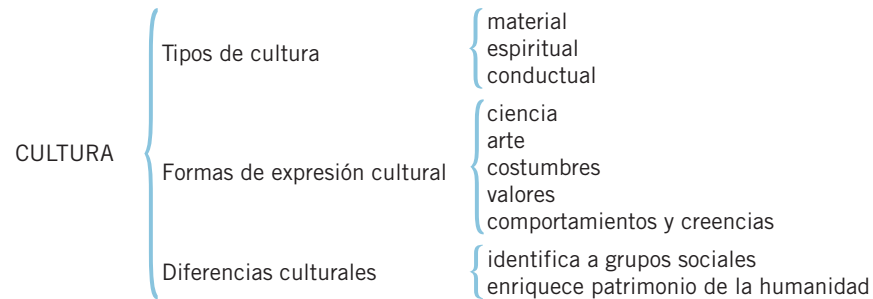 CULTURA
Tipos de cultura
material
espiritual
conductual
Formas de expresión cultural
ciencia
arte
costumbres
valores
comportamientos y creencias
Diferencias culturales
identifica a grupos sociales
enriquece patrimonio de la humanidad